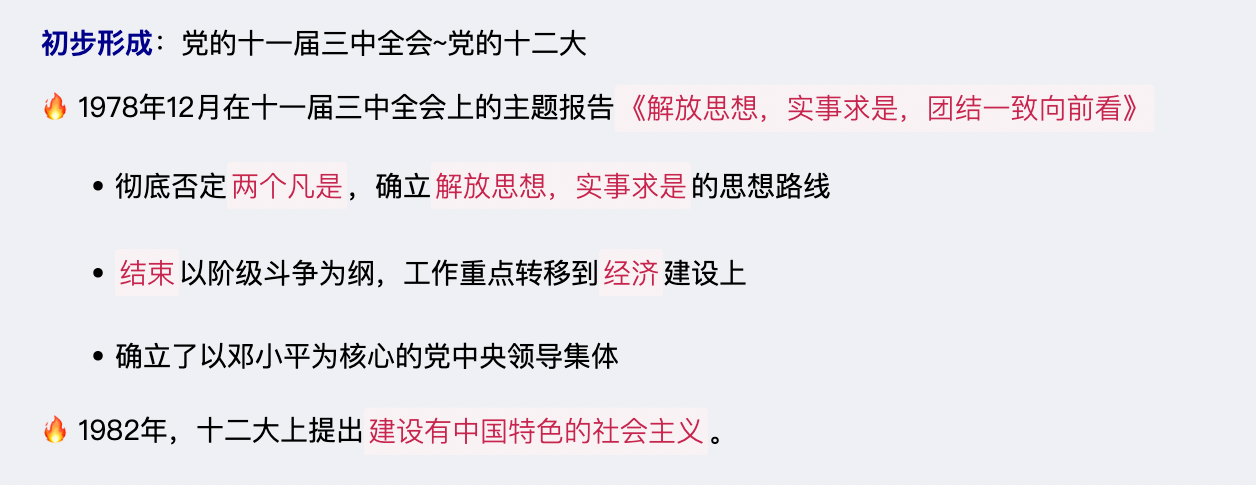 初步形成：党的十一届三中全会~党的十二大
🔥 1978年12月在十一届三中全会上的主题报告《解放思想，实事求是，团结一致向前看》
• 彻底否定两个凡是，确立解放思想，实事求是的思想路线
• 结束以阶级斗争为纲，工作重点转移到经济建设上
• 确立了以邓小平为核心的党中央领导集体
🔥 1982年，十二大上提出建设有中国特色的社会主义。